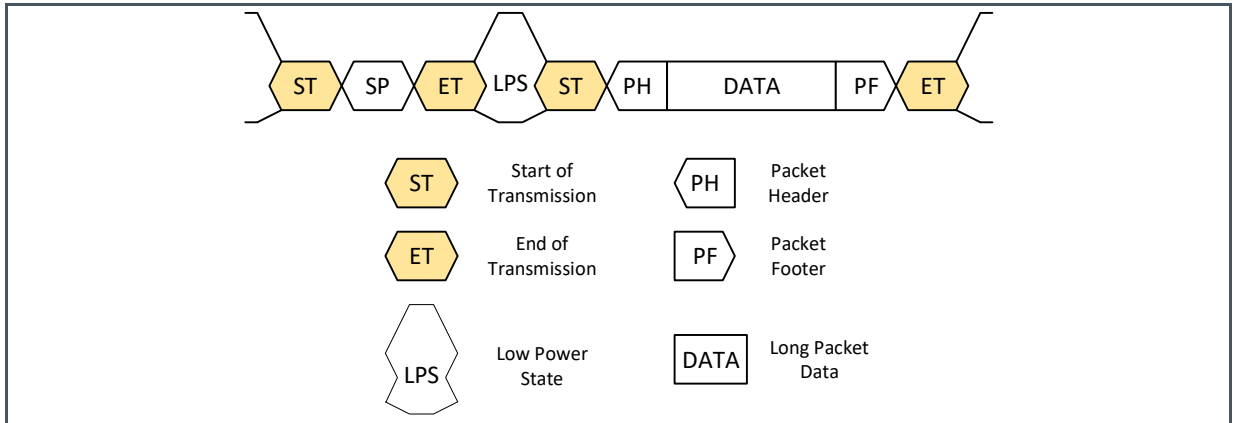 ST SP ET LPS ST PH DATA PF ET
ST Start of Transmission PH Packet Header
ET End of Transmission PF Packet Footer
LPS Low Power State DATA Long Packet Data